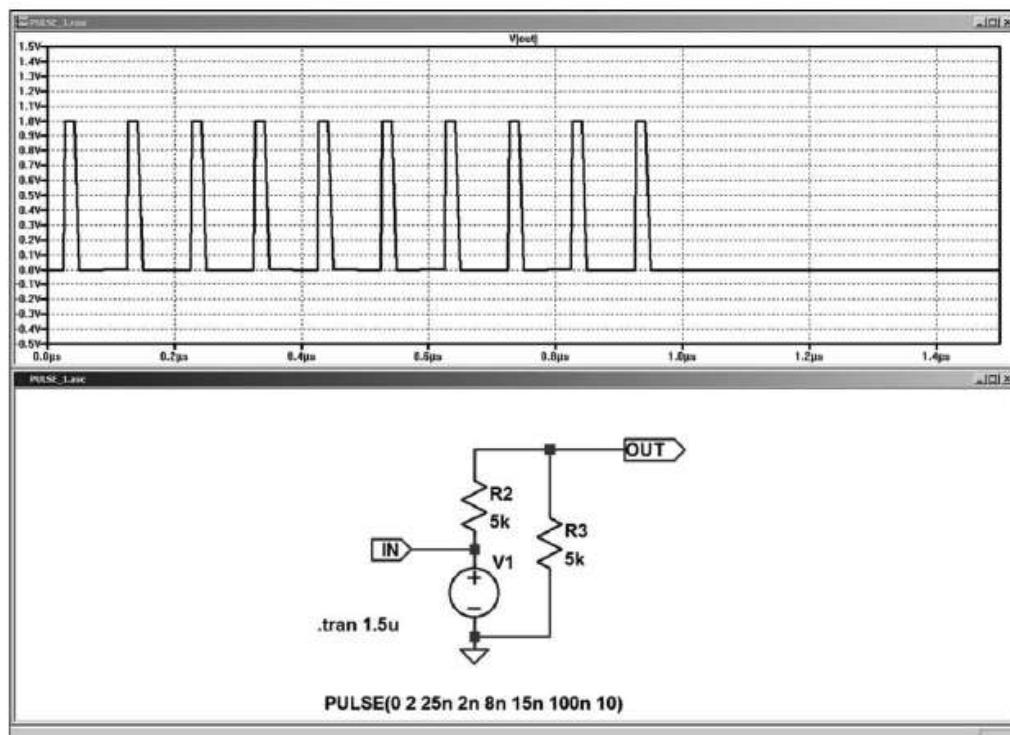 PULSE_1.raw
V(out)
1.5V
1.4V
1.3V
1.2V
1.1V
1.0V
0.9V
0.8V
0.7V
0.6V
0.5V
0.4V
0.3V
0.2V
0.1V
0.0V
-0.1V
-0.2V
-0.3V
-0.4V
-0.5V
0.0µs 0.2µs 0.4µs 0.6µs 0.8µs 1.0µs 1.2µs 1.4µs
PULSE_1.asc
OUT
R2
5k
R3
5k
IN
V1
.tran 1.5u
PULSE(0 2 25n 2n 8n 15n 100n 10)